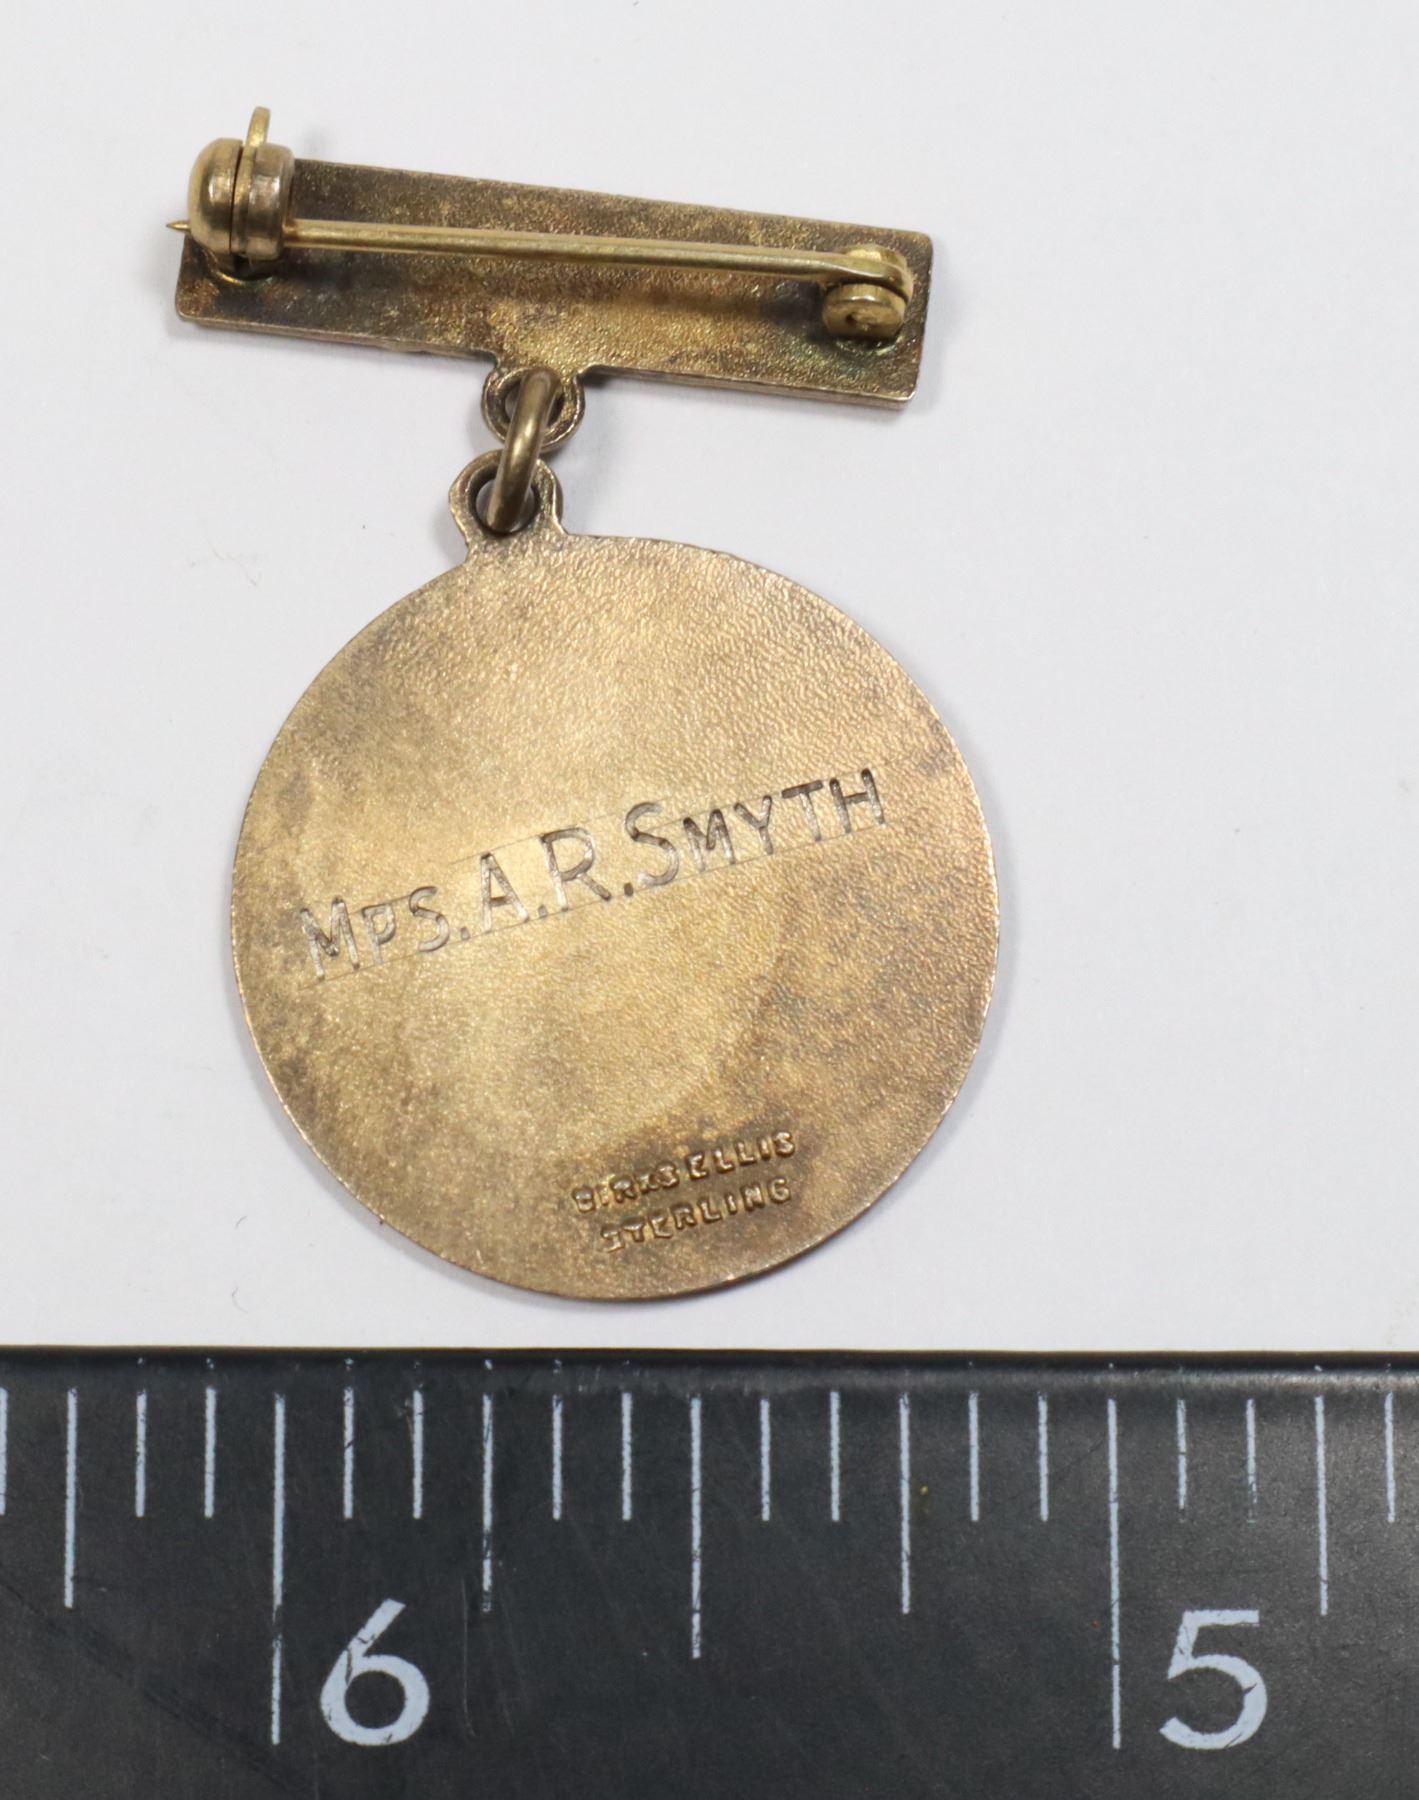 MRS. A. R. SMYTH
BIRKS ELLIS
STERLING
6 5